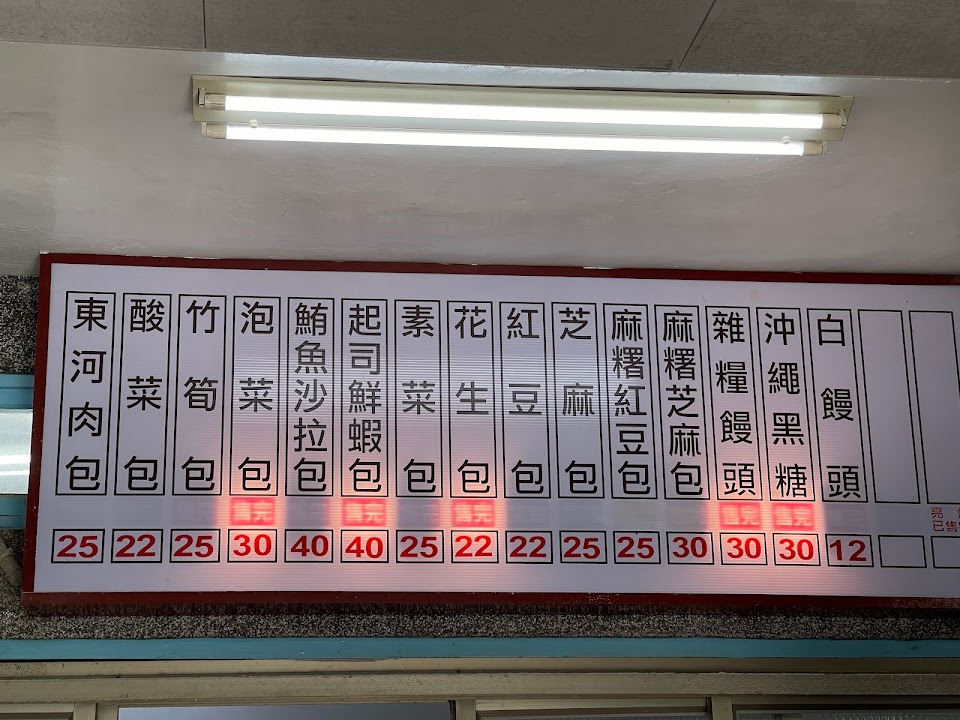 東河肉包
25
酸菜包
22
竹筍包
25
泡菜包
售完
30
鮪魚沙拉包
40
起司鮮蝦包
售完
40
素菜包
25
花生包
售完
22
紅豆包
22
芝麻包
25
麻糬紅豆包
25
麻糬芝麻包
30
雜糧饅頭
售完
30
沖繩黑糖
售完
30
白饅頭
12
亮
已售